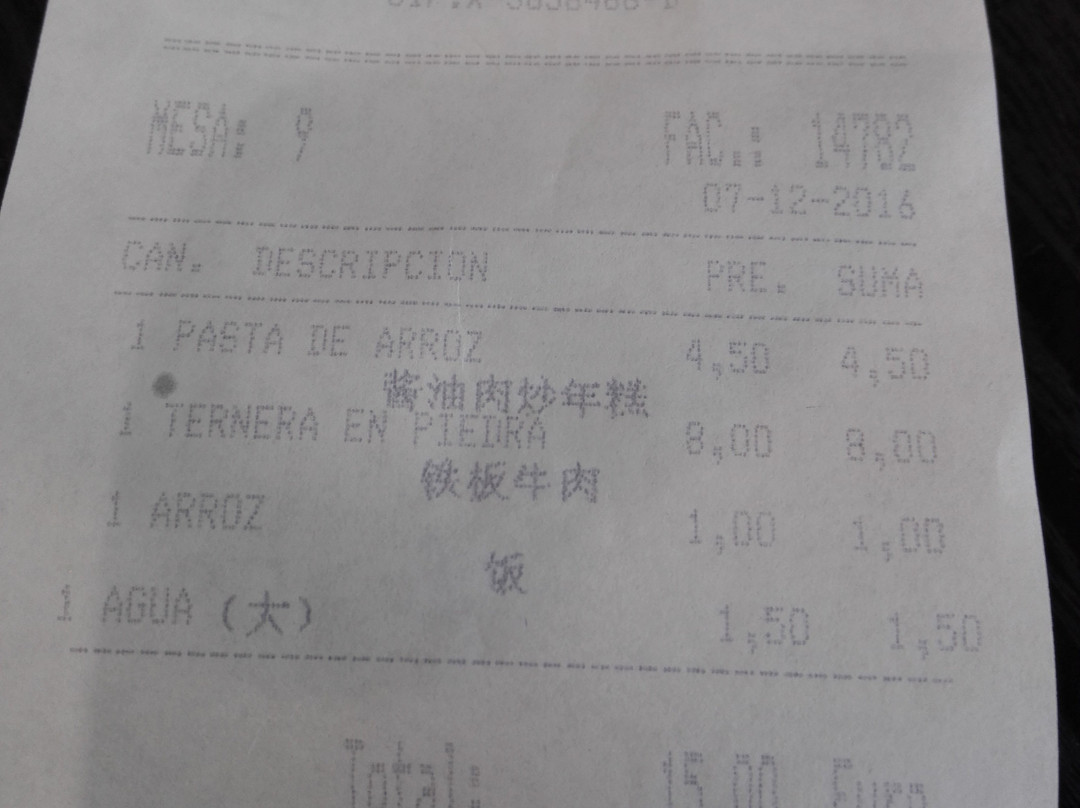 MESA: 9 FAC.: 14782
07-12-2016
CAN. DESCRIPCION PRE. SUMA
1 PASTA DE ARROZ 4,50 4,50
酱油肉炒年糕
1 TERNERA EN PIEDRA 8,00 8,00
铁板牛肉
1 ARROZ 1,00 1,00
饭
1 AGUA (大) 1,50 1,50
Total: 15,00 Euro